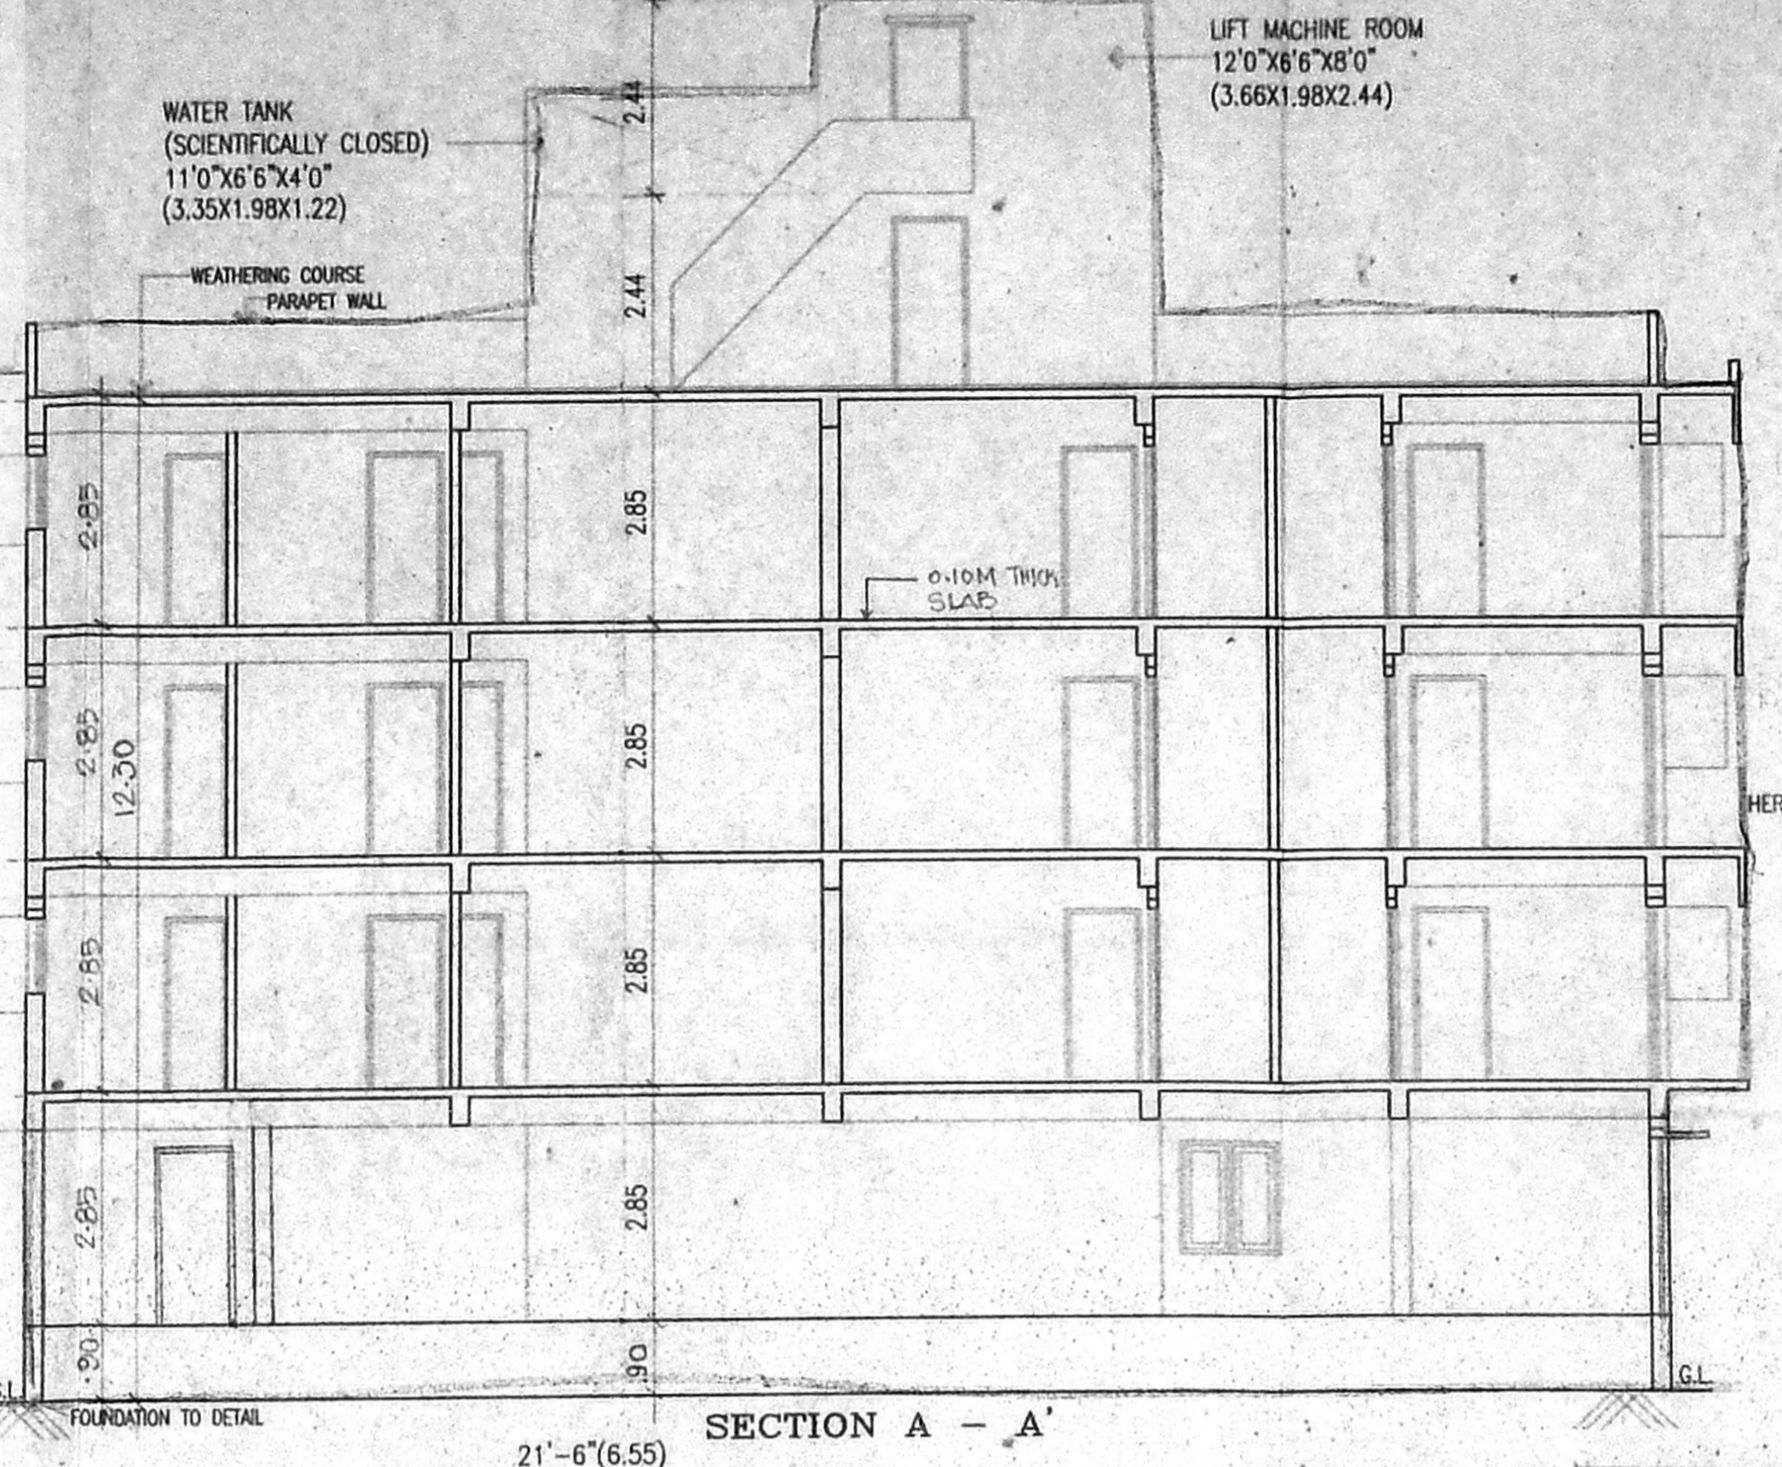 LIFT MACHINE ROOM
12'0"X6'6"X8'0"
(3.66X1.98X2.44)
WATER TANK
(SCIENTIFICALLY CLOSED)
11'0"X6'6"X4'0"
(3.35X1.98X1.22)
2.44
WEATHERING COURSE
PARAPET WALL
2.44
2.85
2.85
0.10M THICK
SLAB
2.85
2.85
12.30
HER
2.85
2.85
2.85
2.85
.90
.90
G.L
FOUNDATION TO DETAIL
SECTION A - A'
21'-6"(6.55)